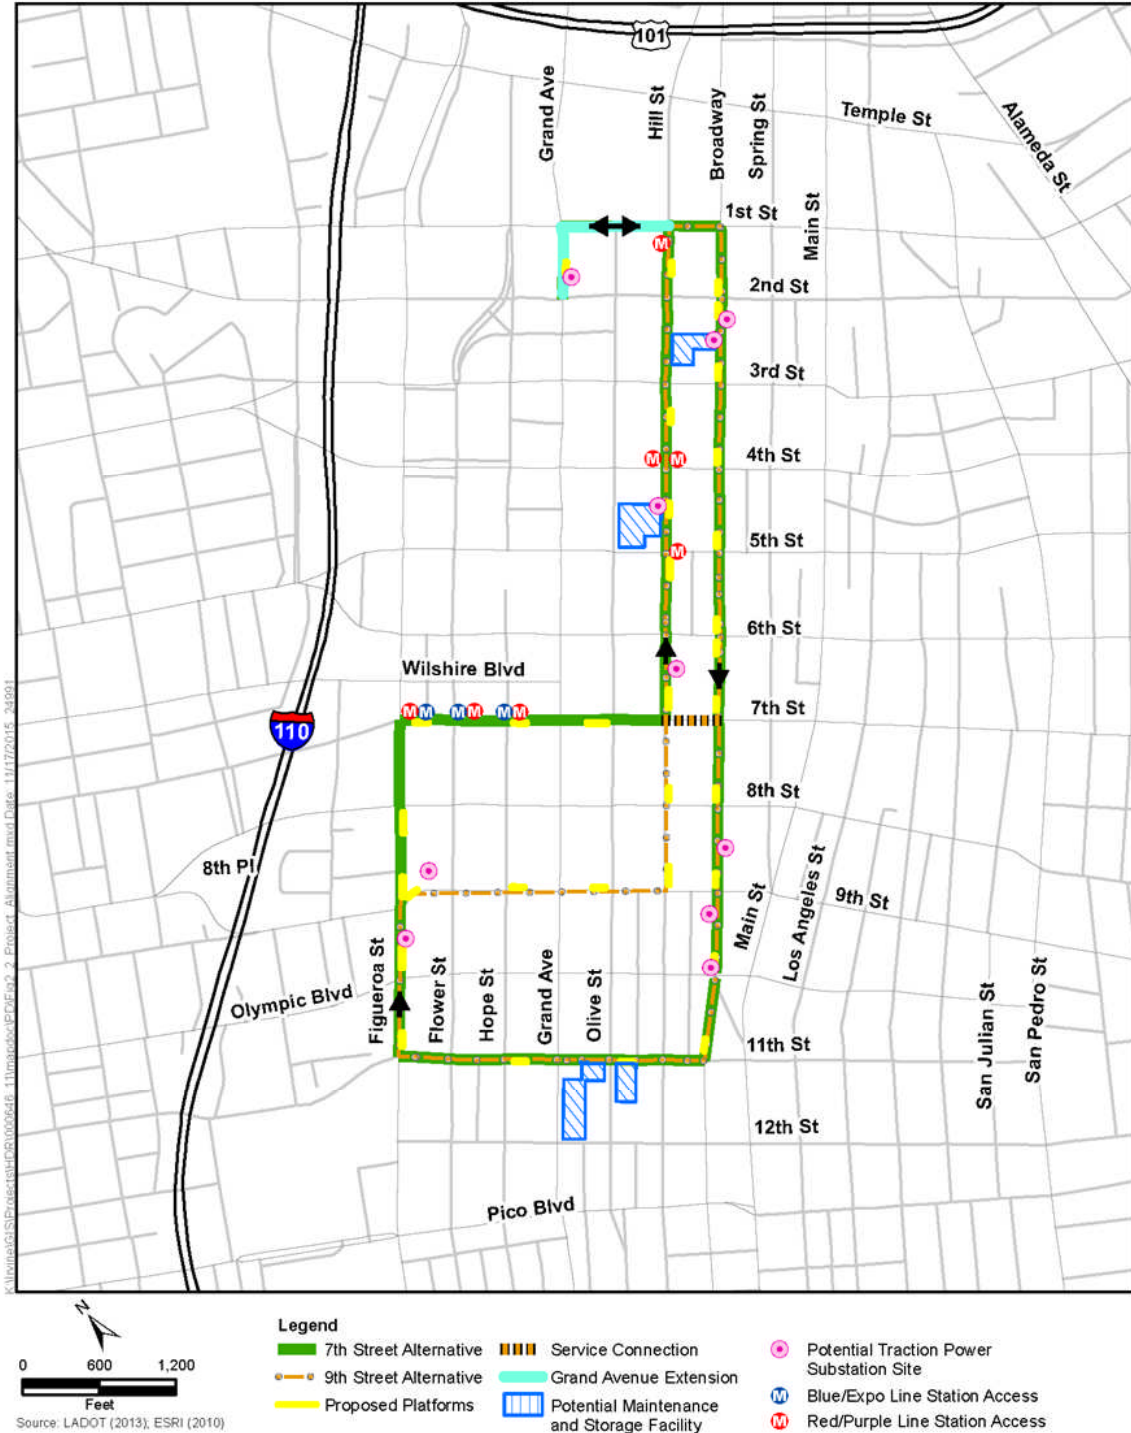 101
Grand Ave
Hill St
Broadway
Spring St
Temple St
Alameda St
1st St
Main St
2nd St
3rd St
4th St
5th St
6th St
Wilshire Blvd
7th St
110
8th St
8th Pl
9th St
Main St
Los Angeles St
Olympic Blvd
Figueroa St
Flower St
Hope St
Grand Ave
Olive St
11th St
San Julian St
San Pedro St
12th St
Pico Blvd
M
M
M
M
M
M
M
M
M
M
N
0 600 1,200
Feet
Source: LADOT (2013); ESRI (2010)
Legend
7th Street Alternative
9th Street Alternative
Proposed Platforms
Service Connection
Grand Avenue Extension
Potential Maintenance
and Storage Facility
Potential Traction Power
Substation Site
M Blue/Expo Line Station Access
M Red/Purple Line Station Access